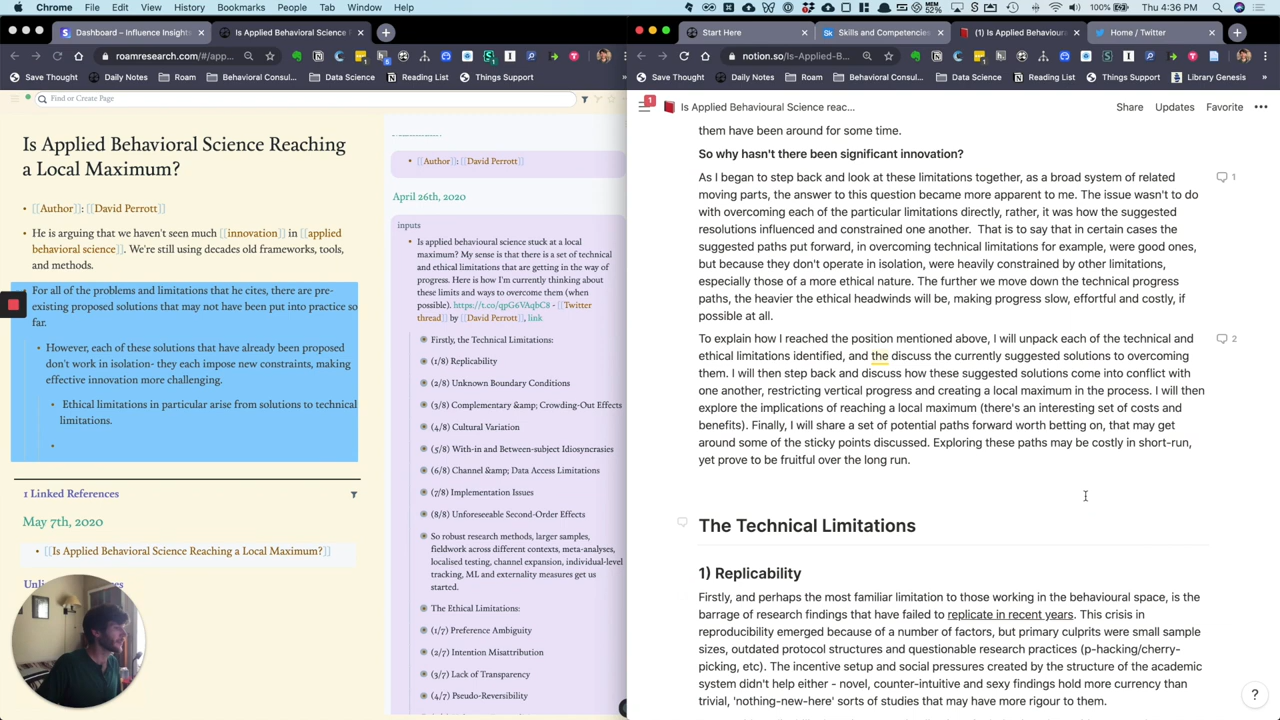 Chrome File Edit View History Bookmarks People Tab Window Help
MEM 52%
100% Thu 4:36 PM
Dashboard – Influence Insights
Is Applied Behavioral Science
roamresearch.com/#/app...
Save Thought
Behavioral Consul...
Data Science
Reading List
Things Support
»
Find or Create Page
Is Applied Behavioral Science Reaching
a Local Maximum?
• [[Author]]: [[David Perrott]]
• He is arguing that we haven't seen much [[innovation]] in [[applied
behavioral science]]. We're still using decades old frameworks, tools,
and methods.
For all of the problems and limitations that he cites, there are pre-
existing proposed solutions that may not have been put into practice so
far.
• However, each of these solutions that have already been proposed
don't work in isolation- they each impose new constraints, making
effective innovation more challenging.
• Ethical limitations in particular arise from solutions to technical
limitations.
•
1 Linked References
May 7th, 2020
• [[Is Applied Behavioral Science Reaching a Local Maximum?]]
• [[Author]]: [[David Perrott]]
April 26th, 2020
inputs
• Is applied behavioural science stuck at a local
maximum? My sense is that there is a set of technical
and ethical limitations that are getting in the way of
progress. Here is how I'm currently thinking about
these limits and ways to overcome them (when
possible). https://t.co/qpG6VAqbC8 - [[Twitter
thread]] by [[David Perrott]], link
Firstly, the Technical Limitations:
(1/8) Replicability
(2/8) Unknown Boundary Conditions
(3/8) Complementary &amp; Crowding-Out Effects
(4/8) Cultural Variation
(5/8) With-in and Between-subject Idiosyncrasies
(6/8) Channel &amp; Data Access Limitations
(7/8) Implementation Issues
(8/8) Unforeseeable Second-Order Effects
So robust research methods, larger samples,
fieldwork across different contexts, meta-analyses,
localised testing, channel expansion, individual-level
tracking, ML and externality measures get us
started.
The Ethical Limitations:
(1/7) Preference Ambiguity
(2/7) Intention Misattribution
(3/7) Lack of Transparency
(4/7) Pseudo-Reversibility
Start Here
Skills and Competencies
(1) Is Applied Behavioural
Home / Twitter
notion.so/Is-Applied-B...
Save Thought
Behavioral Consul...
Data Science
Reading List
Things Support
Library Genesis
»
1
Is Applied Behavioural Science reac...
Share
Updates
Favorite
•••
them have been around for some time.
So why hasn't there been significant innovation?
As I began to step back and look at these limitations together, as a broad system of related
1
moving parts, the answer to this question became more apparent to me. The issue wasn't to do
with overcoming each of the particular limitations directly, rather, it was how the suggested
resolutions influenced and constrained one another. That is to say that in certain cases the
suggested paths put forward, in overcoming technical limitations for example, were good ones,
but because they don't operate in isolation, were heavily constrained by other limitations,
especially those of a more ethical nature. The further we move down the technical progress
paths, the heavier the ethical headwinds will be, making progress slow, effortful and costly, if
possible at all.
To explain how I reached the position mentioned above, I will unpack each of the technical and
2
ethical limitations identified, and the discuss the currently suggested solutions to overcoming
them. I will then step back and discuss how these suggested solutions come into conflict with
one another, restricting vertical progress and creating a local maximum in the process. I will then
explore the implications of reaching a local maximum (there's an interesting set of costs and
benefits). Finally, I will share a set of potential paths forward worth betting on, that may get
around some of the sticky points discussed. Exploring these paths may be costly in short-run,
yet prove to be fruitful over the long run.
The Technical Limitations
1) Replicability
Firstly, and perhaps the most familiar limitation to those working in the behavioural space, is the
barrage of research findings that have failed to replicate in recent years. This crisis in
reproducibility emerged because of a number of factors, but primary culprits were small sample
sizes, outdated protocol structures and questionable research practices (p-hacking/cherry-
picking, etc). The incentive setup and social pressures created by the structure of the academic
system didn't help either - novel, counter-intuitive and sexy findings hold more currency than
trivial, 'nothing-new-here' sorts of studies that may have more rigour to them.
?